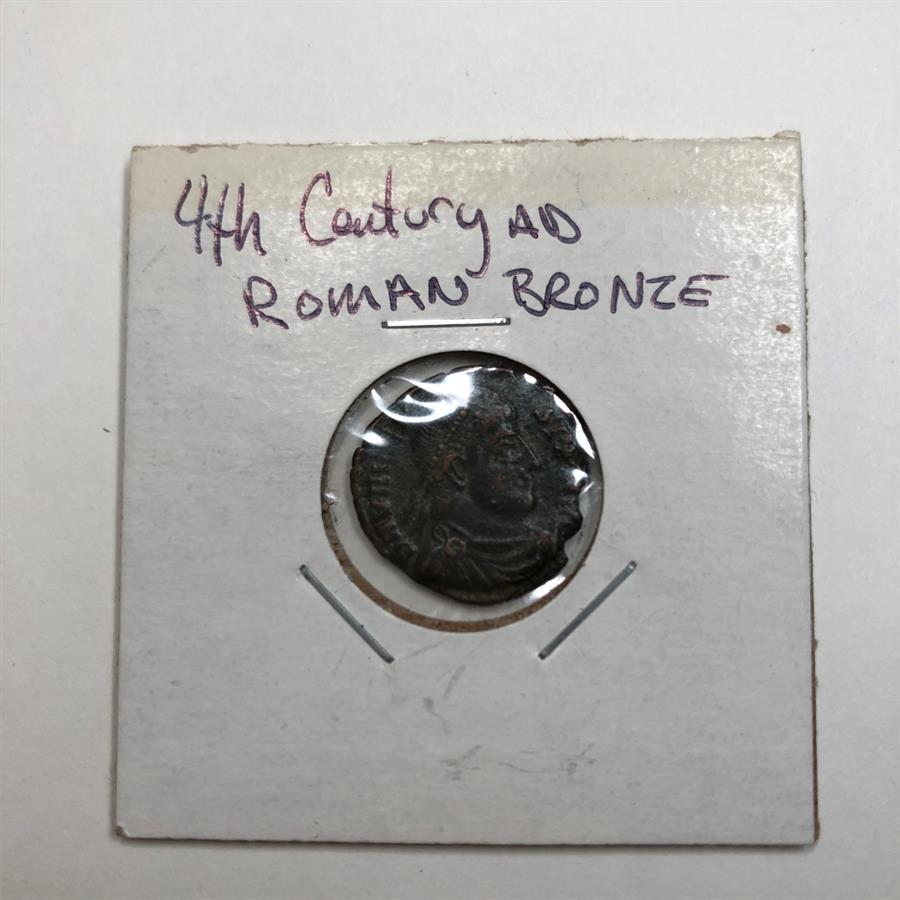 4th Century AD
ROMAN BRONZE